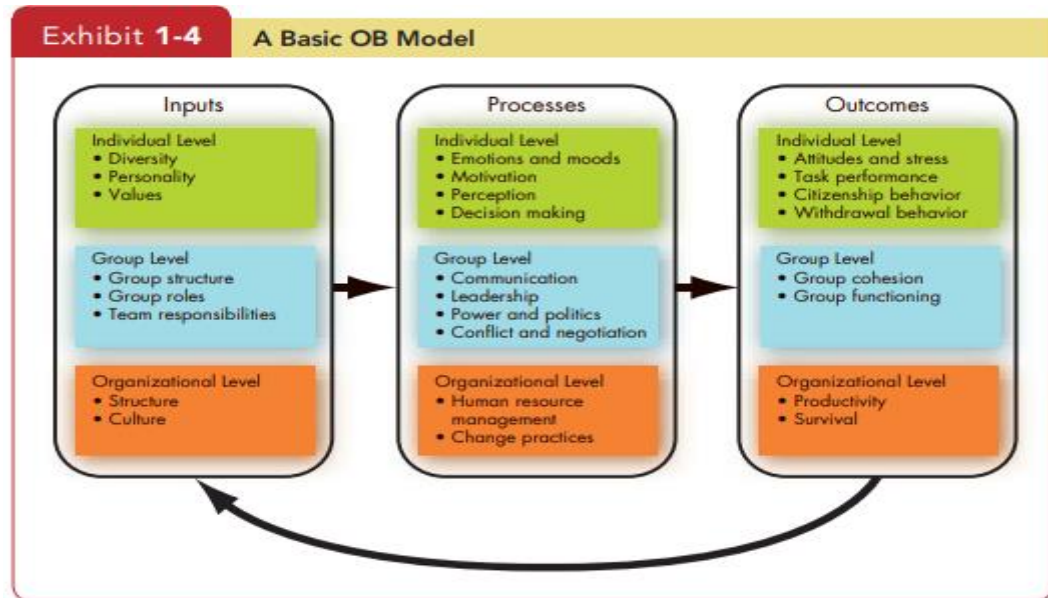 Exhibit 1-4
A Basic OB Model
Inputs
Individual Level
• Diversity
• Personality
• Values
Group Level
• Group structure
• Group roles
• Team responsibilities
Organizational Level
• Structure
• Culture
Processes
Individual Level
• Emotions and moods
• Motivation
• Perception
• Decision making
Group Level
• Communication
• Leadership
• Power and politics
• Conflict and negotiation
Organizational Level
• Human resource
management
• Change practices
Outcomes
Individual Level
• Attitudes and stress
• Task performance
• Citizenship behavior
• Withdrawal behavior
Group Level
• Group cohesion
• Group functioning
Organizational Level
• Productivity
• Survival